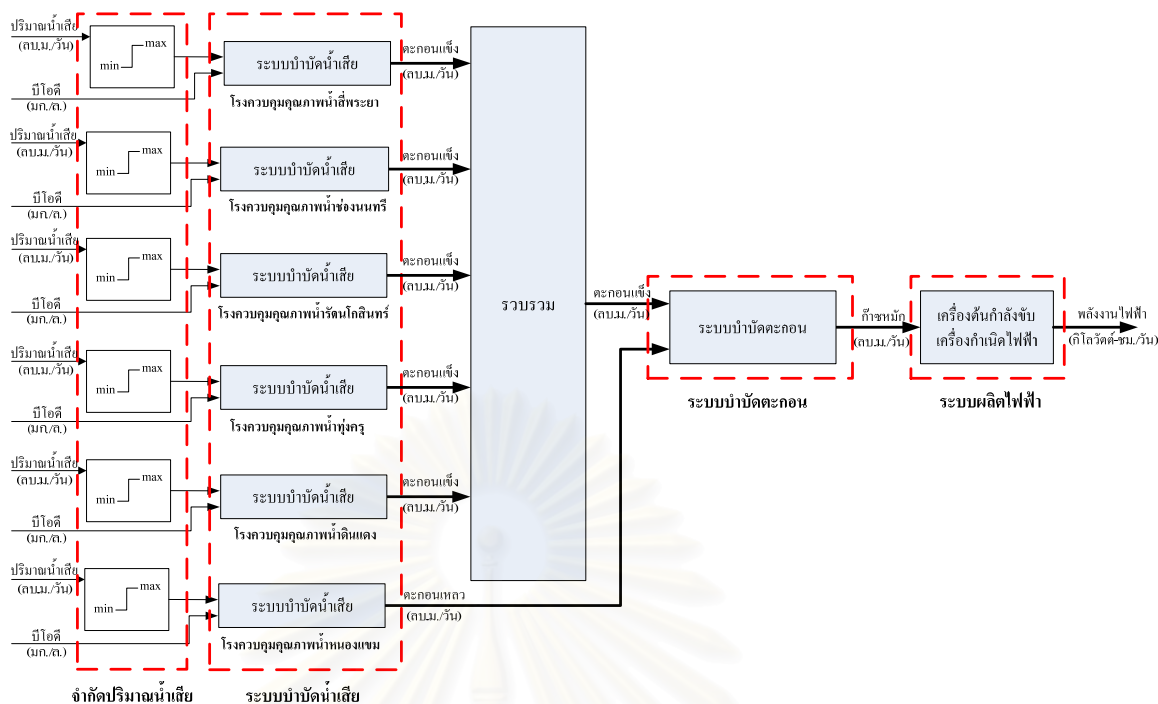 ปริมาณน้ำเสีย
(ลบ.ม./วัน)
min
max
บีโอดี
(มก./ล.)
ระบบบำบัดน้ำเสีย
โรงควบคุมคุณภาพน้ำสี่พระยา
ตะกอนแข็ง
(ลบ.ม./วัน)
ปริมาณน้ำเสีย
(ลบ.ม./วัน)
min
max
บีโอดี
(มก./ล.)
ระบบบำบัดน้ำเสีย
โรงควบคุมคุณภาพน้ำช่องนนทรี
ตะกอนแข็ง
(ลบ.ม./วัน)
ปริมาณน้ำเสีย
(ลบ.ม./วัน)
min
max
บีโอดี
(มก./ล.)
ระบบบำบัดน้ำเสีย
โรงควบคุมคุณภาพน้ำรัตนโกสินทร์
ตะกอนแข็ง
(ลบ.ม./วัน)
ปริมาณน้ำเสีย
(ลบ.ม./วัน)
min
max
บีโอดี
(มก./ล.)
ระบบบำบัดน้ำเสีย
โรงควบคุมคุณภาพน้ำทุ่งครุ
ตะกอนแข็ง
(ลบ.ม./วัน)
ปริมาณน้ำเสีย
(ลบ.ม./วัน)
min
max
บีโอดี
(มก./ล.)
ระบบบำบัดน้ำเสีย
โรงควบคุมคุณภาพน้ำดินแดง
ตะกอนแข็ง
(ลบ.ม./วัน)
ปริมาณน้ำเสีย
(ลบ.ม./วัน)
min
max
บีโอดี
(มก./ล.)
ระบบบำบัดน้ำเสีย
โรงควบคุมคุณภาพน้ำหนองแขม
ตะกอนเหลว
(ลบ.ม./วัน)
จำกัดปริมาณน้ำเสีย
ระบบบำบัดน้ำเสีย
รวบรวม
ตะกอนแข็ง
(ลบ.ม./วัน)
ระบบบำบัดตะกอน
ระบบบำบัดตะกอน
ก๊าซหมัก
(ลบ.ม./วัน)
เครื่องต้นกำลังขับ
เครื่องกำเนิดไฟฟ้า
ระบบผลิตไฟฟ้า
พลังงานไฟฟ้า
(กิโลวัตต์-ชม./วัน)